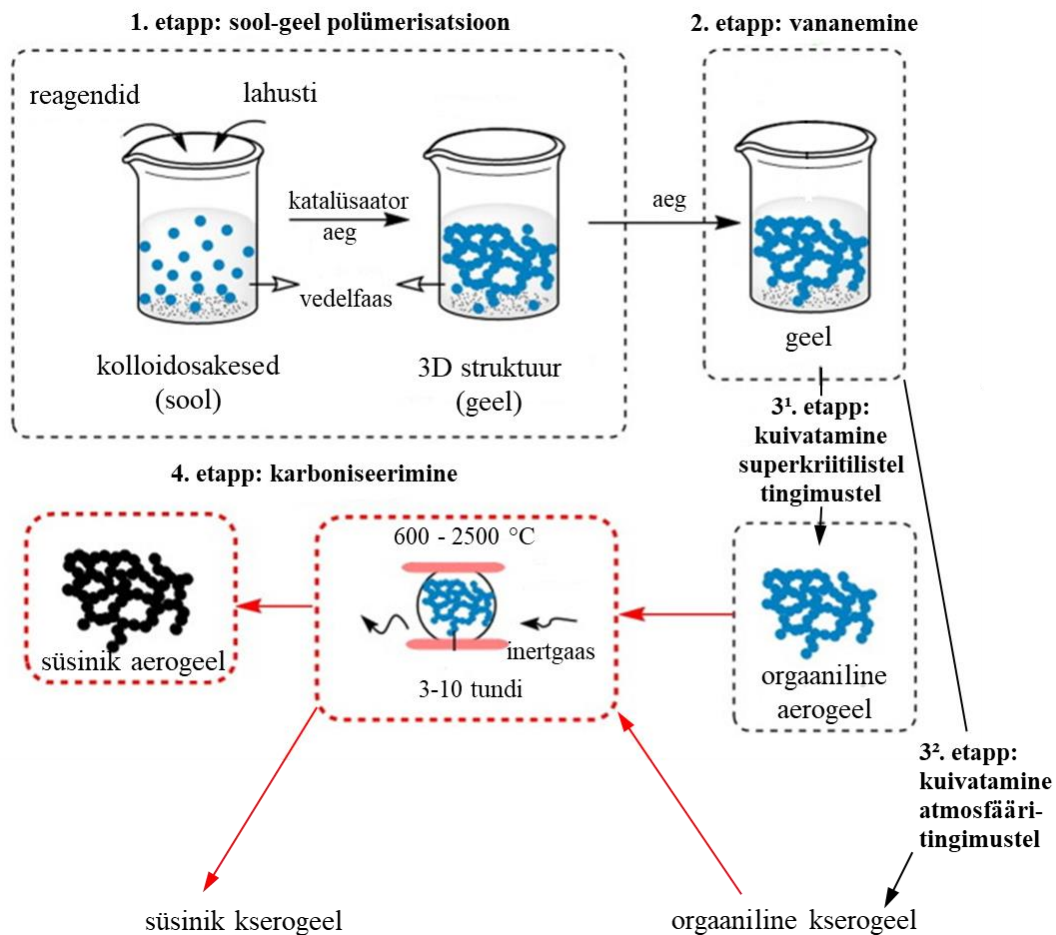 1. etapp: sool-geel polümerisatsioon
2. etapp: vananemine
reagendid
lahusti
katalüsaator
aeg
vedelfaas
kolloidosakesed
(sool)
3D struktuur
(geel)
aeg
geel
3¹. etapp:
kuivatamine
superkriitilistel
tingimustel
4. etapp: karboniseerimine
600 - 2500 °C
inertgaas
3-10 tundi
süsinik aerogeel
orgaaniline
aerogeel
3². etapp:
kuivatamine
atmosfääri-
tingimustel
süsinik kserogeel
orgaaniline kserogeel